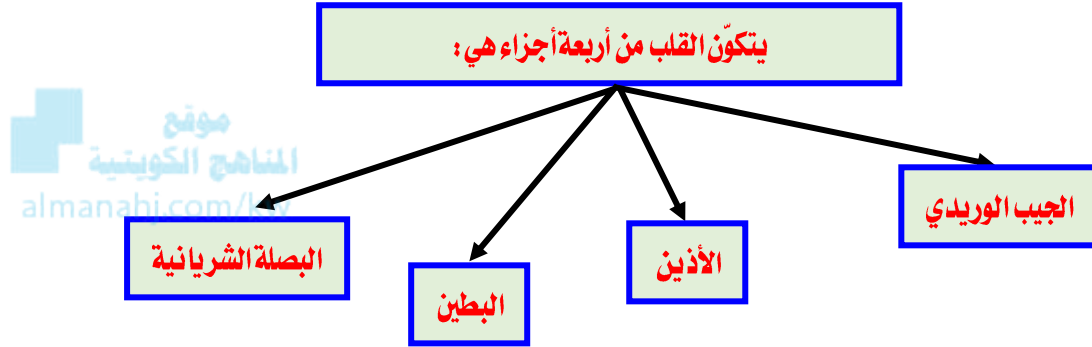 يتكوّن القلب من أربعة أجزاء هي:
موقع
المناهج الكويتية
almanahj.com/kw
الجيب الوريدي
الأذين
البطين
البصلة الشريانية